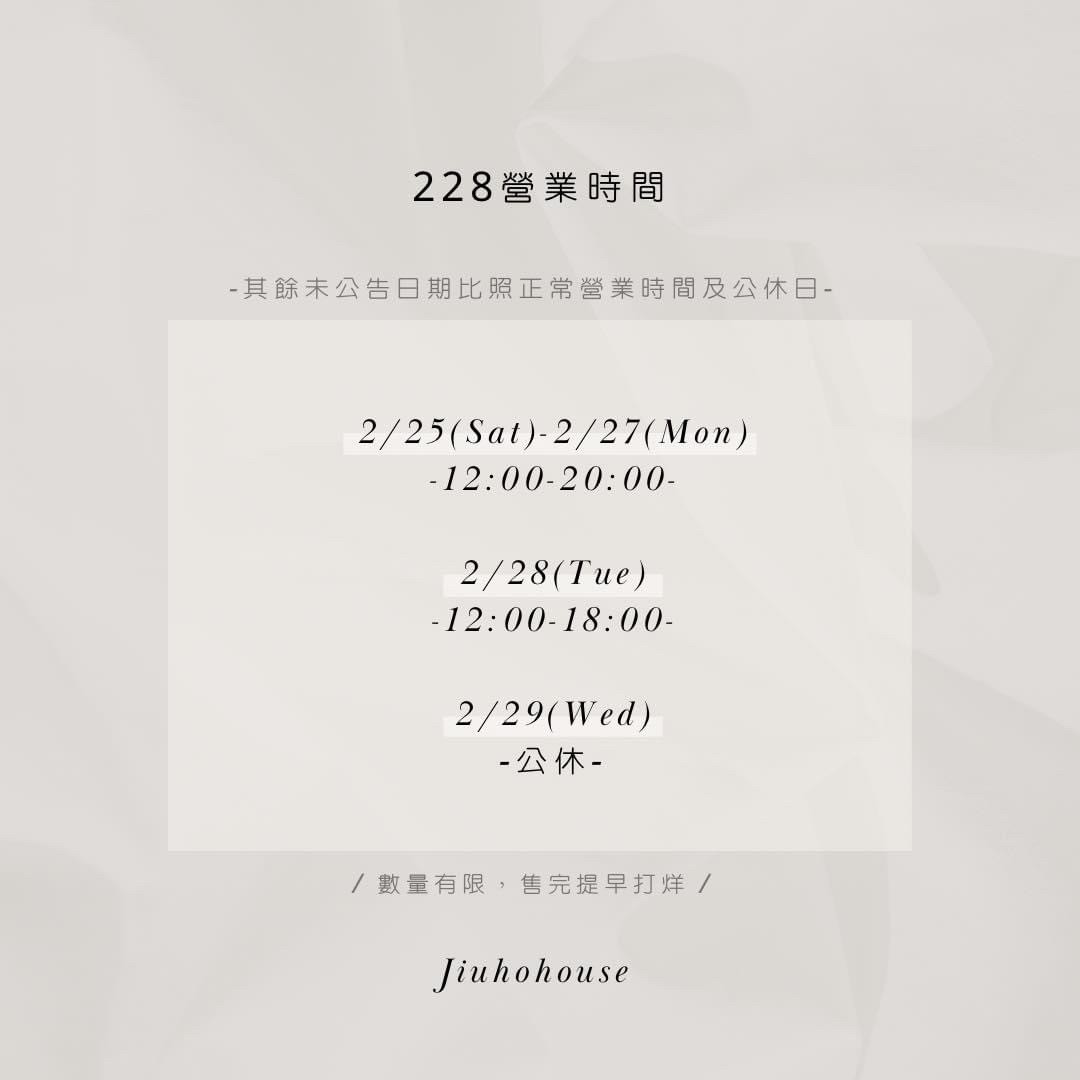 228營業時間
-其餘未公告日期比照正常營業時間及公休日-
2/25(Sat)-2/27(Mon)
-12:00-20:00-
2/28(Tue)
-12:00-18:00-
2/29(Wed)
-公休-
/ 數量有限，售完提早打烊 /
Jiuhohouse